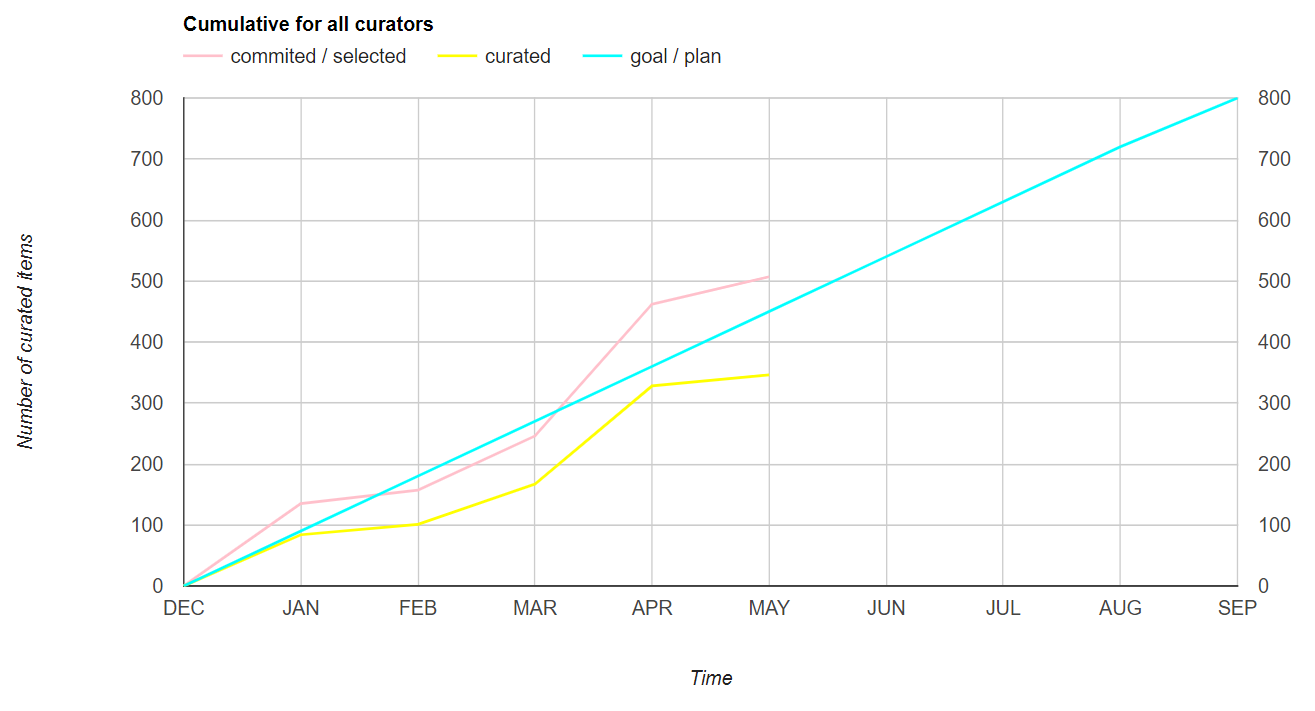 Cumulative for all curators
commited / selected curated goal / plan
800 800
700 700
600 600
500 500
400 400
300 300
200 200
100 100
0 0
DEC JAN FEB MAR APR MAY JUN JUL AUG SEP
Number of curated items
Time